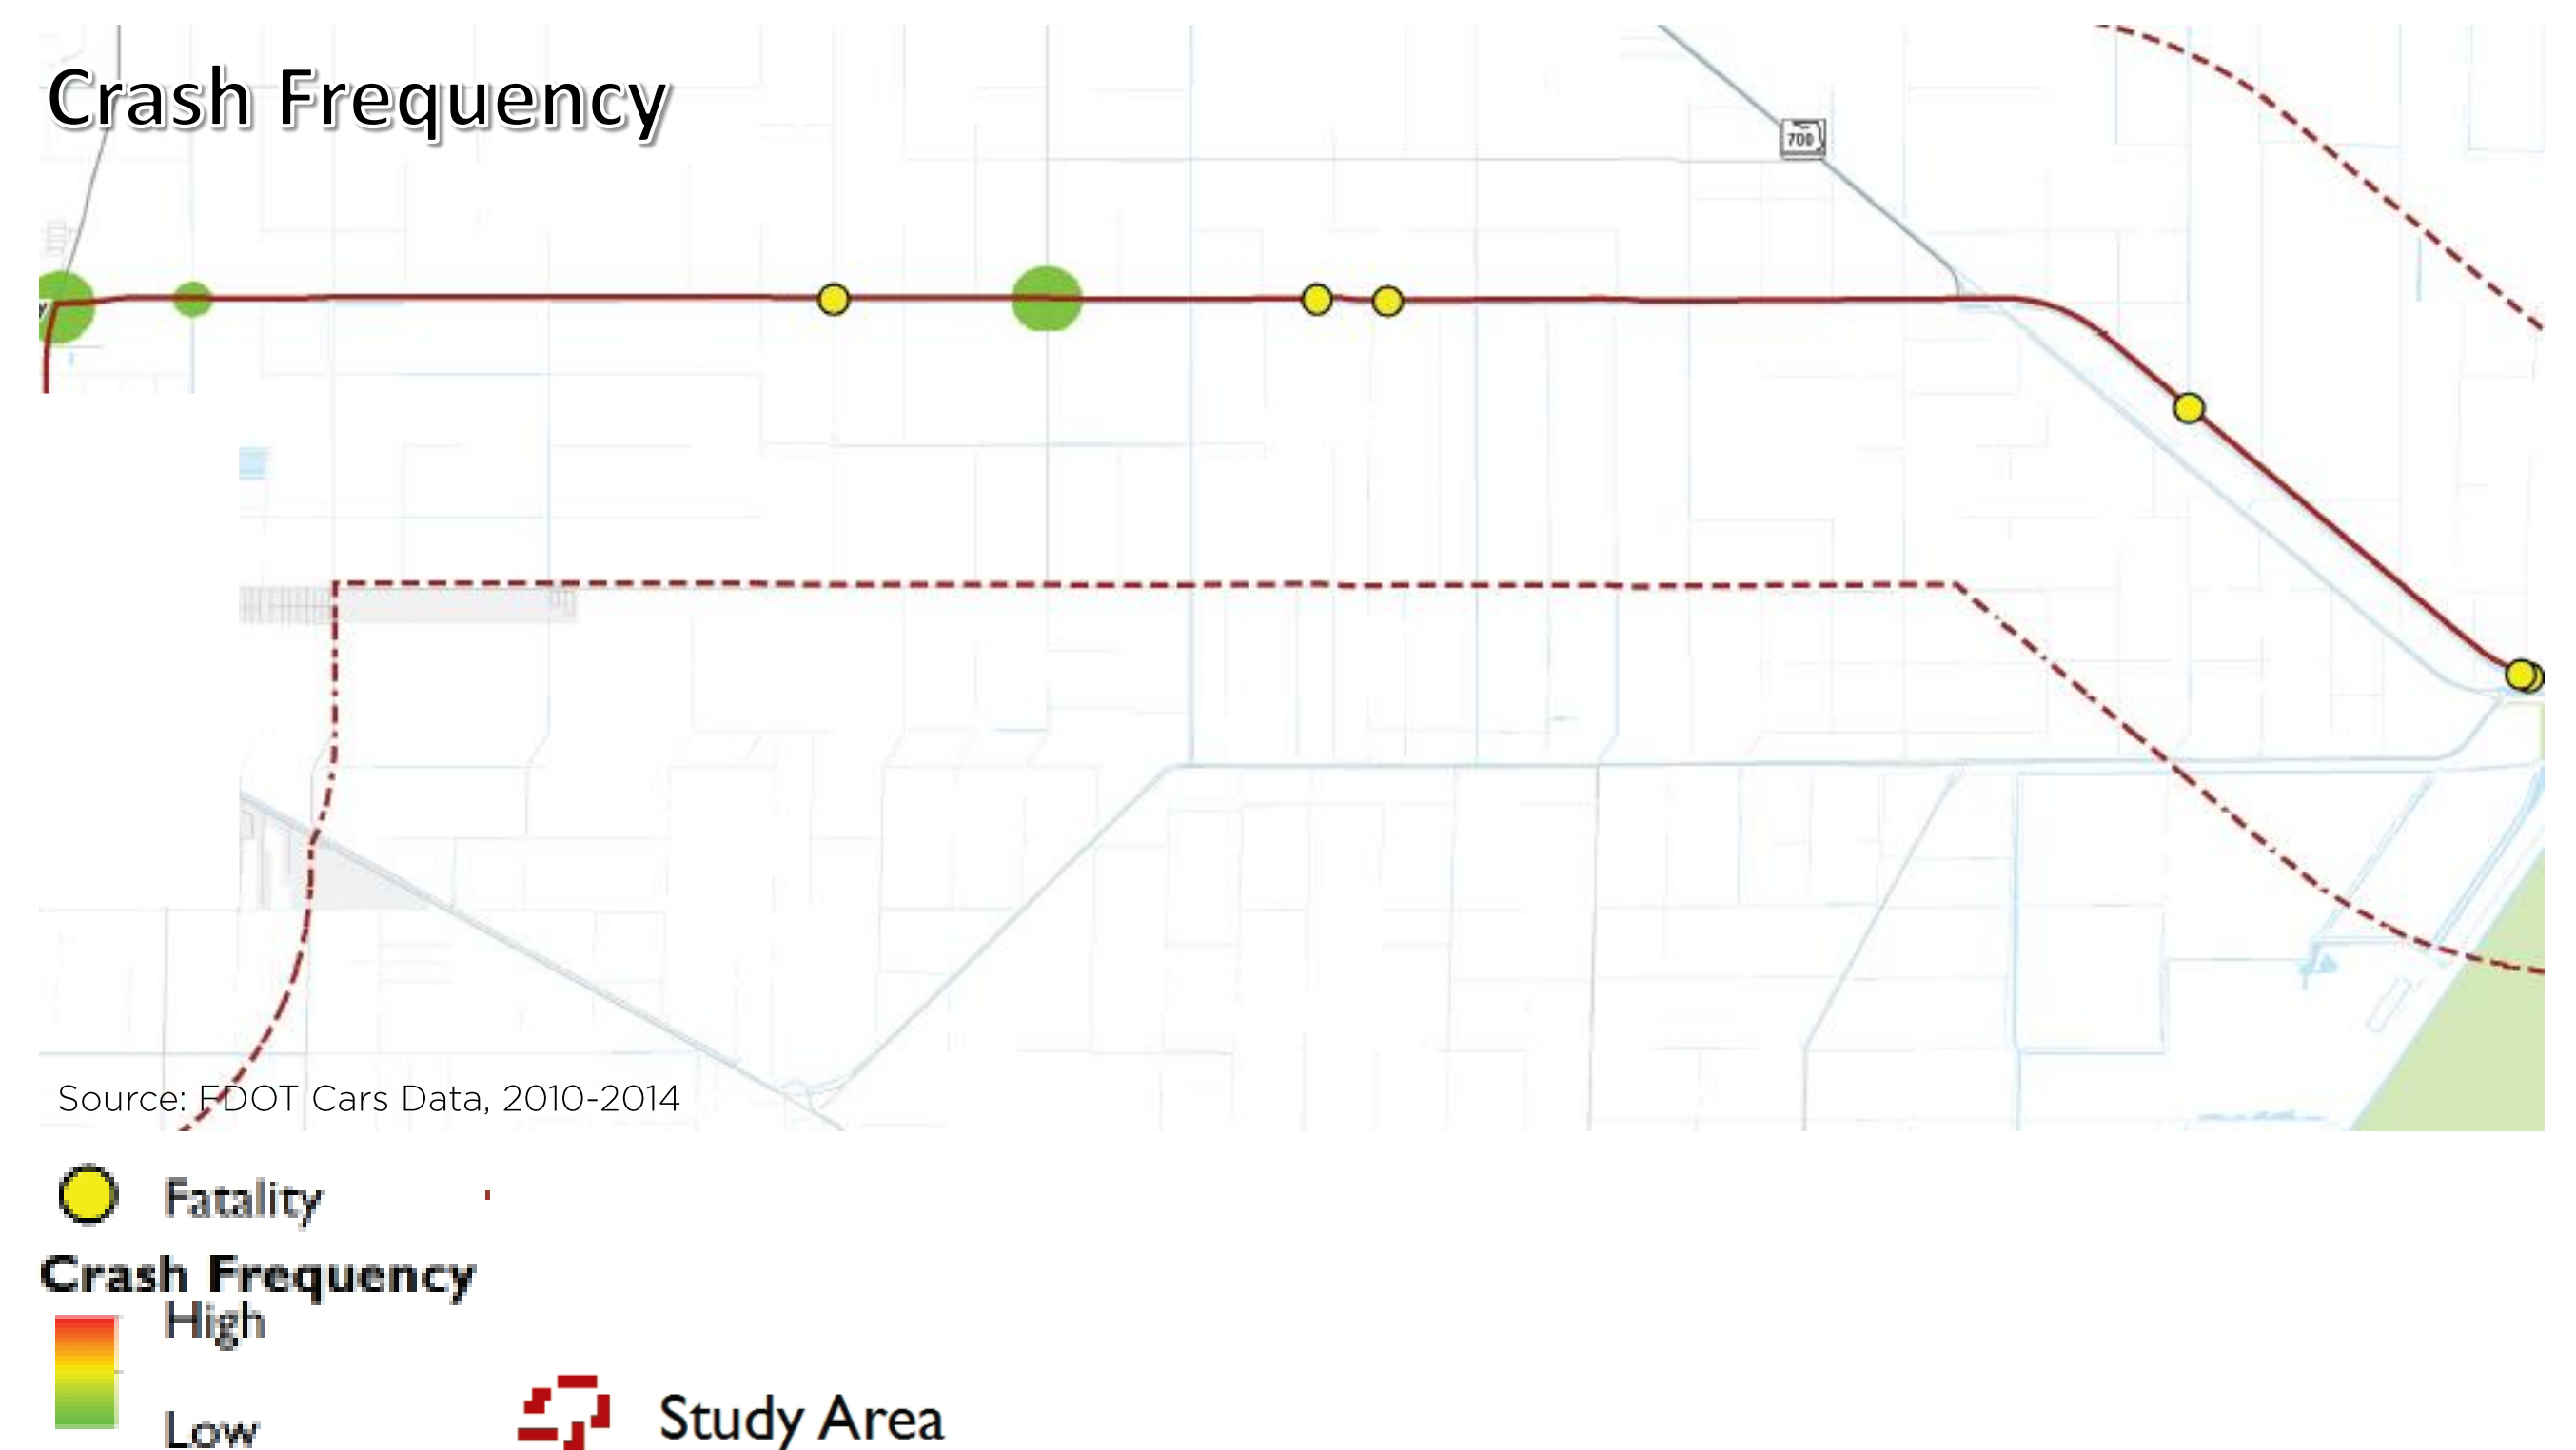 Crash Frequency
700
Source: FDOT Cars Data, 2010-2014
Fatality
Crash Frequency
High
Low
Study Area